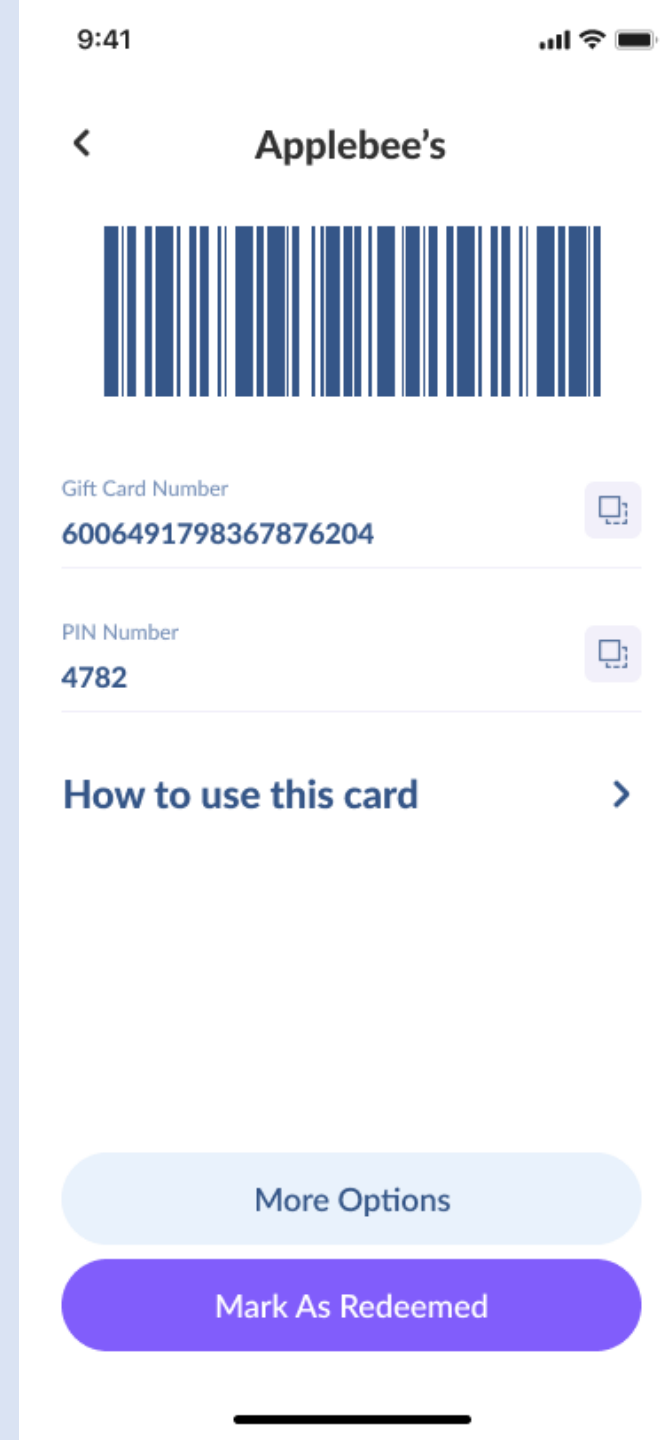 9:41
Applebee’s
Gift Card Number
6006491798367876204
PIN Number
4782
How to use this card
More Options
Mark As Redeemed